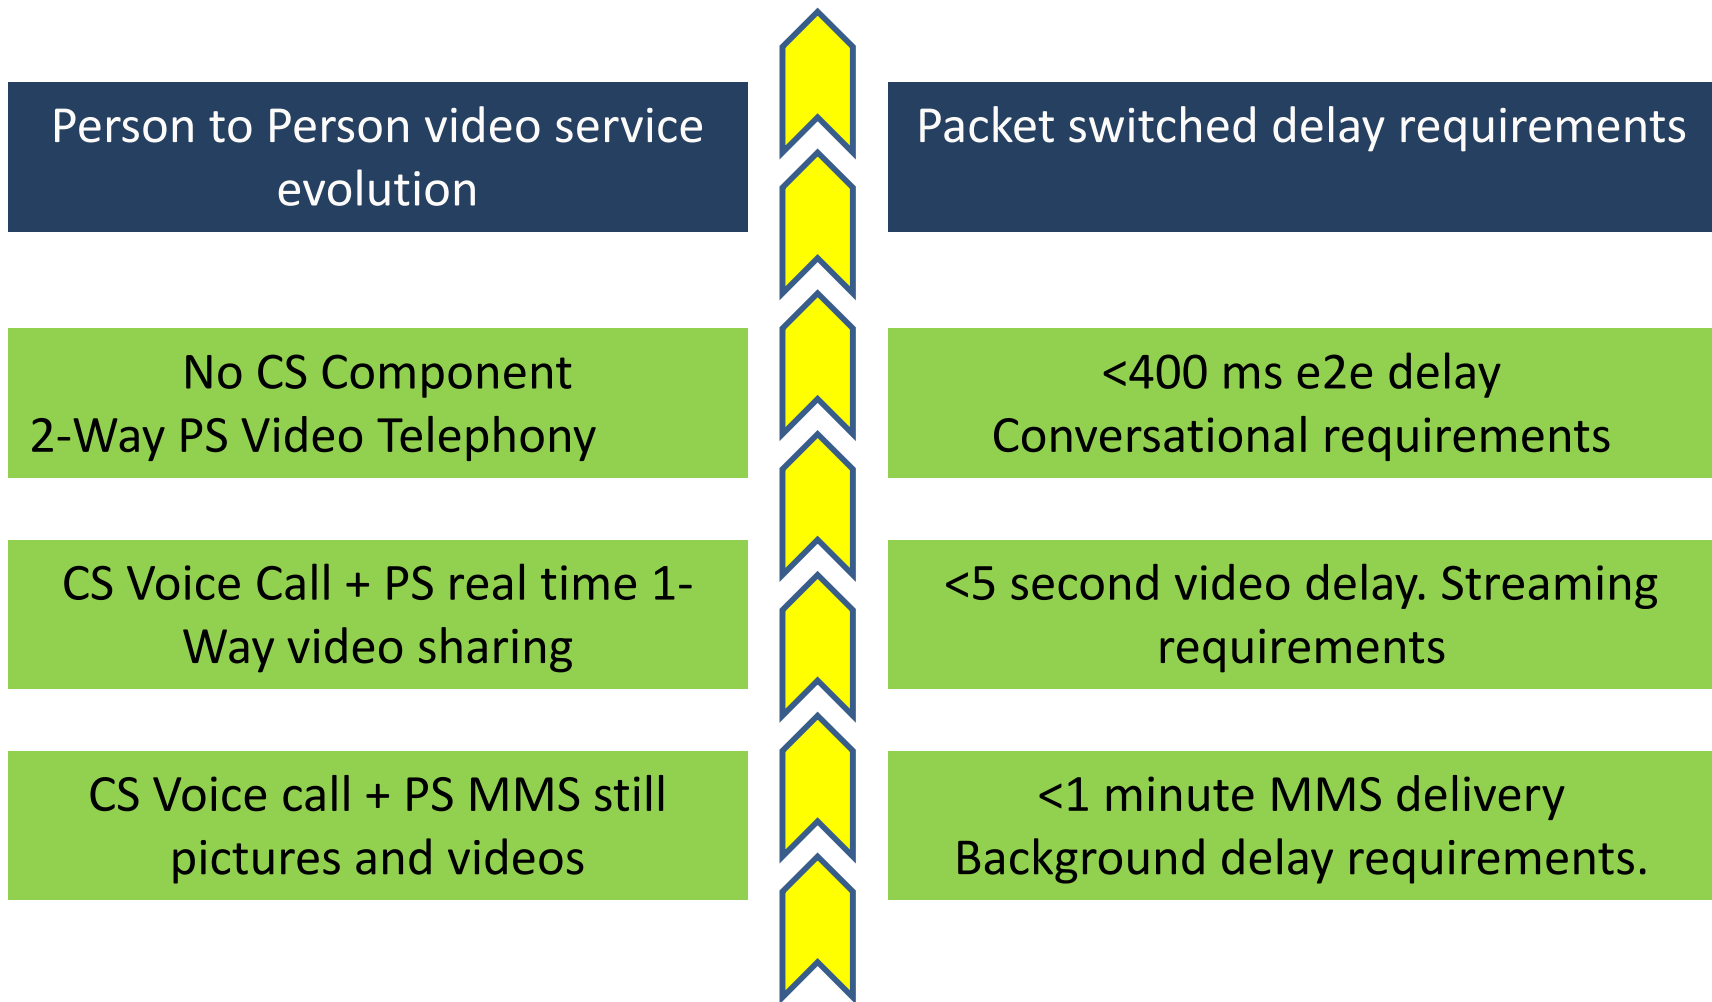 Person to Person video service
evolution
Packet switched delay requirements
No CS Component
2-Way PS Video Telephony
<400 ms e2e delay
Conversational requirements
CS Voice Call + PS real time 1-
Way video sharing
<5 second video delay. Streaming
requirements
CS Voice call + PS MMS still
pictures and videos
<1 minute MMS delivery
Background delay requirements.